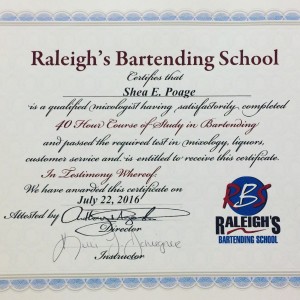 Raleigh's Bartending School
Certifies that
Shea E. Poage
is a qualified mixologist having satisfactorily completed
40 Hour Course of Study in Bartending
and passed the required test in mixology, liquors,
customer service and is entitled to receive this certificate.
In Testimony Whereof,
We have awarded this certificate on
July 22, 2016
Attested by
Director
Instructor
RBS
RALEIGH'S
BARTENDING SCHOOL